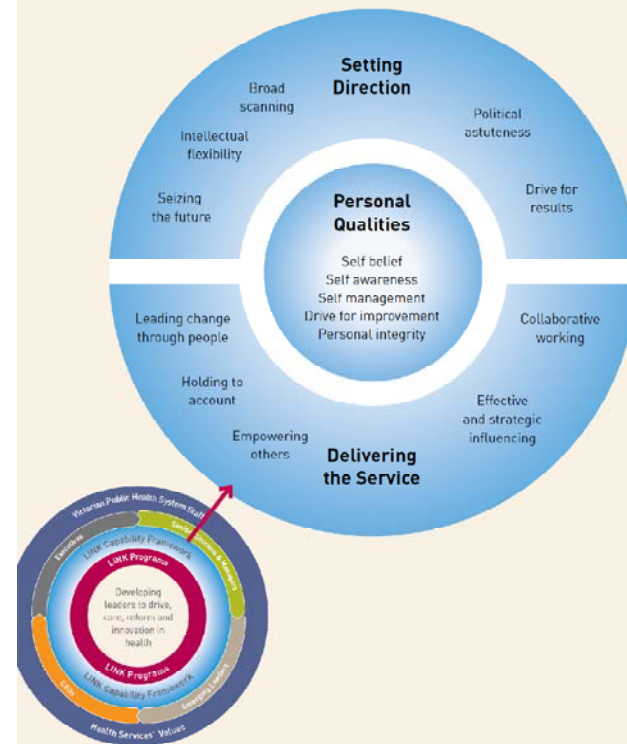 Setting
Direction
Broad
scanning
Intellectual
flexibility
Seizing
the future
Political
astuteness
Drive for
results
Personal
Qualities
Self belief
Self awareness
Self management
Drive for improvement
Personal integrity
Leading change
through people
Holding to
account
Empowering
others
Collaborative
working
Effective
and strategic
influencing
Delivering
the Service
Victorian Public Health System Staff
Executives
Managers
LINK Capability Framework
LINK Programs
Developing
leaders to drive,
care, reform and
innovation in
health
LINK Programs
LINK Capability Framework
Emerging Leaders
Health Services' Values